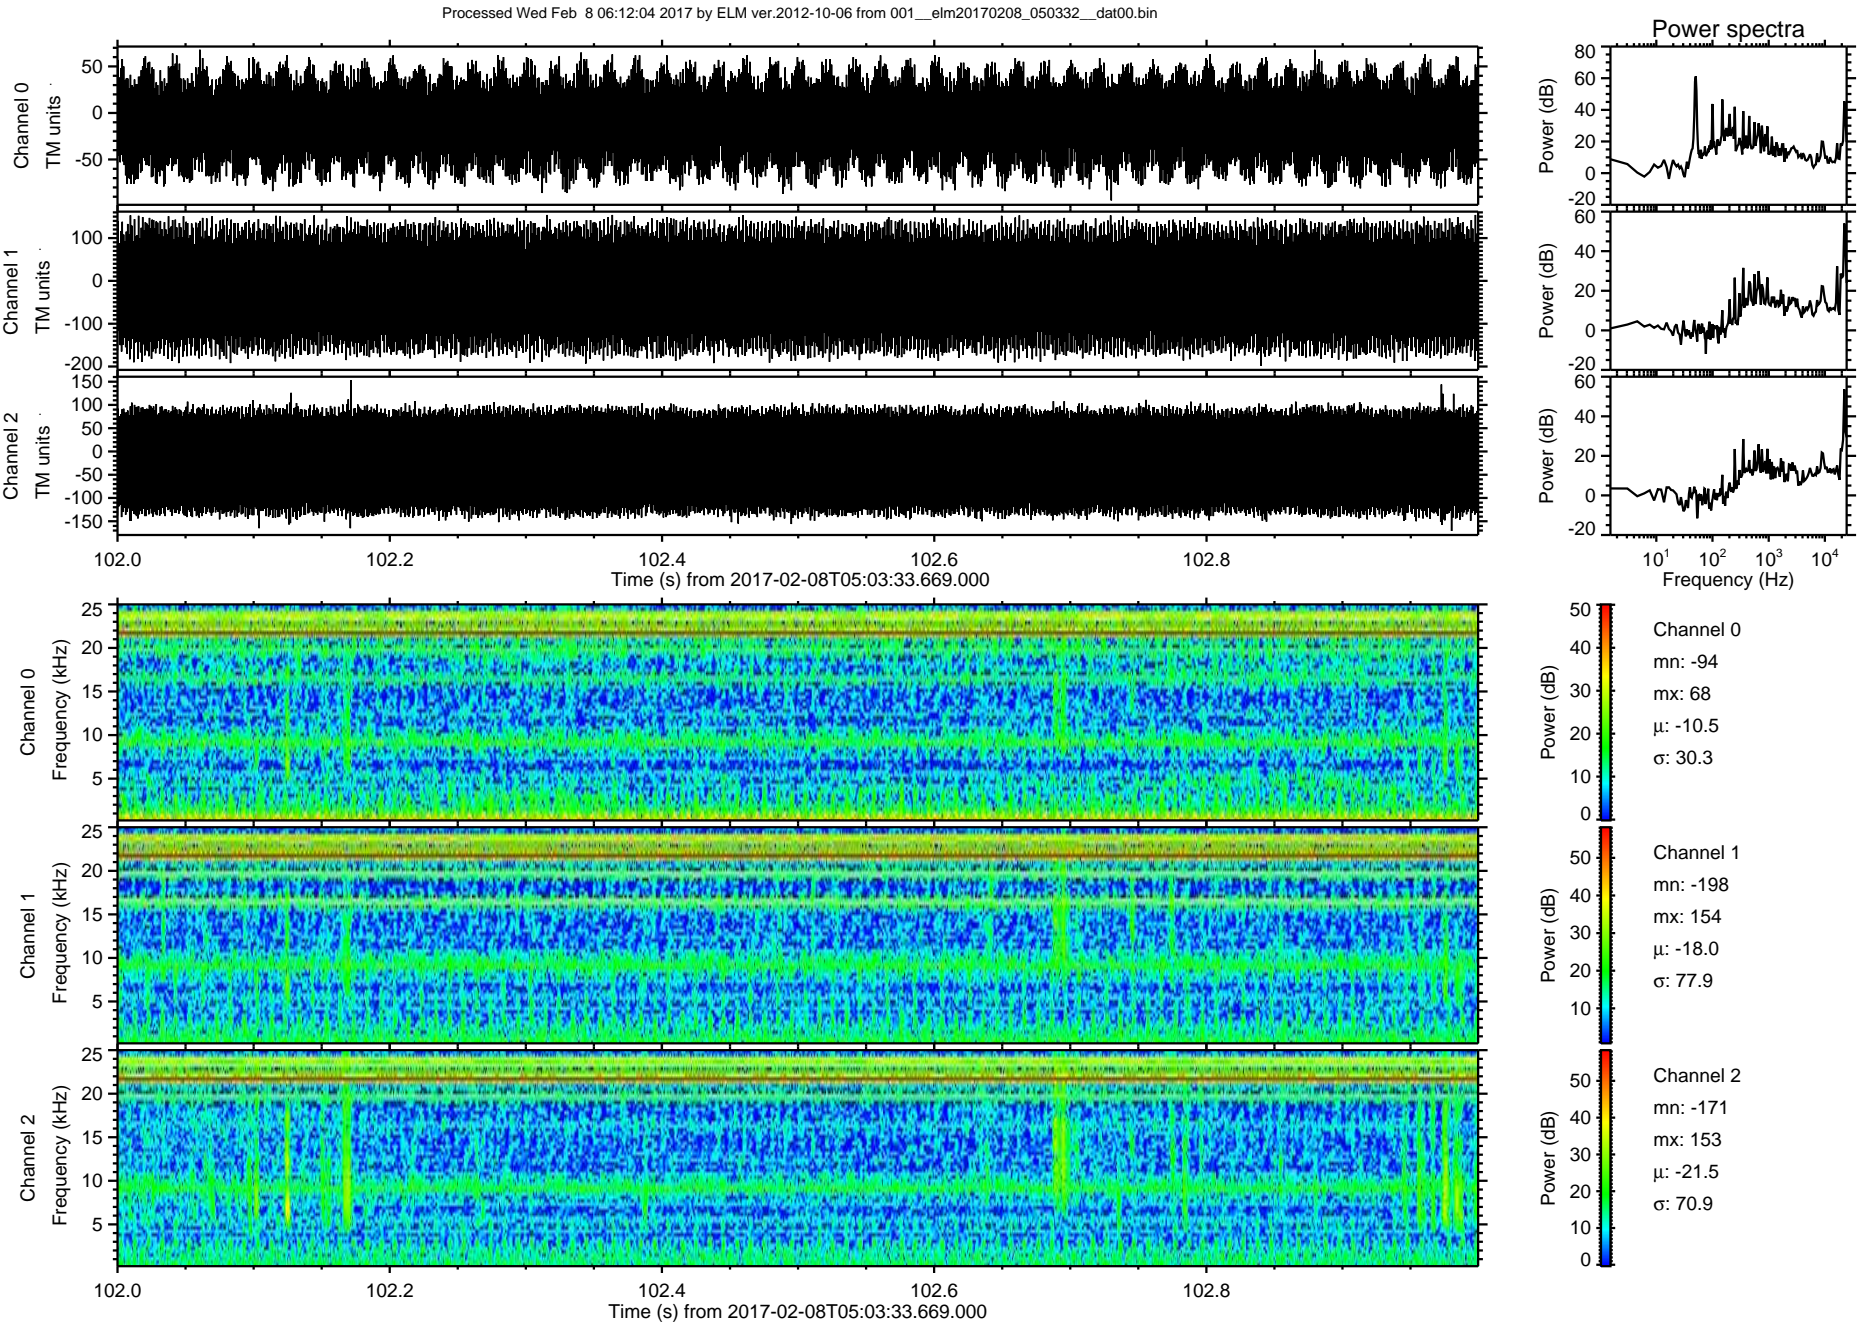 Processed Wed Feb  8 06:12:04 2017 by ELM ver.2012-10-06 from 001__elm20170208_050332__dat00.bin
Power spectra
Channel 0
TM units
50
0
-50
Power (dB)
80
60
40
20
0
-20
Channel 1
TM units
100
0
-100
-200
Power (dB)
60
40
20
0
-20
Channel 2
TM units
150
100
50
0
-50
-100
-150
Power (dB)
60
40
20
0
-20
102.0 102.2 102.4 102.6 102.8
Time (s) from 2017-02-08T05:03:33.669.000
10¹ 10² 10³ 10⁴
Frequency (Hz)
Channel 0
Frequency (kHz)
25
20
15
10
5
Power (dB)
50
40
30
20
10
0
Channel 0
mn: -94
mx: 68
μ: -10.5
σ: 30.3
Channel 1
Frequency (kHz)
25
20
15
10
5
Power (dB)
50
40
30
20
10
Channel 1
mn: -198
mx: 154
μ: -18.0
σ: 77.9
Channel 2
Frequency (kHz)
25
20
15
10
5
Power (dB)
50
40
30
20
10
0
Channel 2
mn: -171
mx: 153
μ: -21.5
σ: 70.9
102.0 102.2 102.4 102.6 102.8
Time (s) from 2017-02-08T05:03:33.669.000